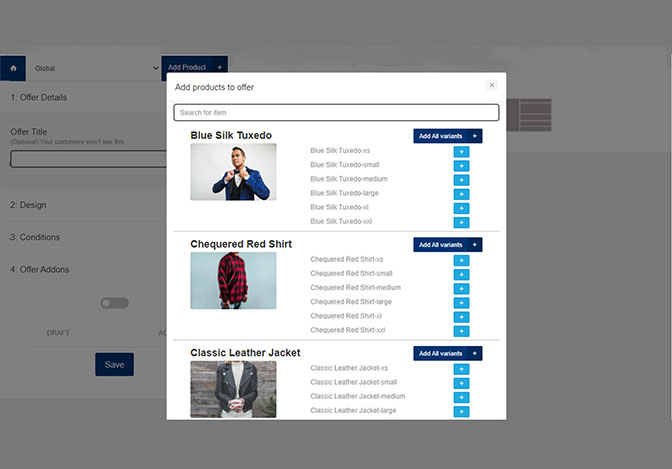 Global
Add Product +
1: Offer Details
Offer Title
(Optional) Your customers won't see this
2: Design
3: Conditions
4: Offer Addons
DRAFT
AC
Save
Add products to offer
×
Search for item
Blue Silk Tuxedo
Add All variants +
Blue Silk Tuxedo-xs +
Blue Silk Tuxedo-small +
Blue Silk Tuxedo-medium +
Blue Silk Tuxedo-large +
Blue Silk Tuxedo-xl +
Blue Silk Tuxedo-xxl +
Chequered Red Shirt
Add All variants +
Chequered Red Shirt-xs +
Chequered Red Shirt-small +
Chequered Red Shirt-medium +
Chequered Red Shirt-large +
Chequered Red Shirt-xl +
Chequered Red Shirt-xxl +
Classic Leather Jacket
Add All variants +
Classic Leather Jacket-xs +
Classic Leather Jacket-small +
Classic Leather Jacket-medium +
Classic Leather Jacket-large +